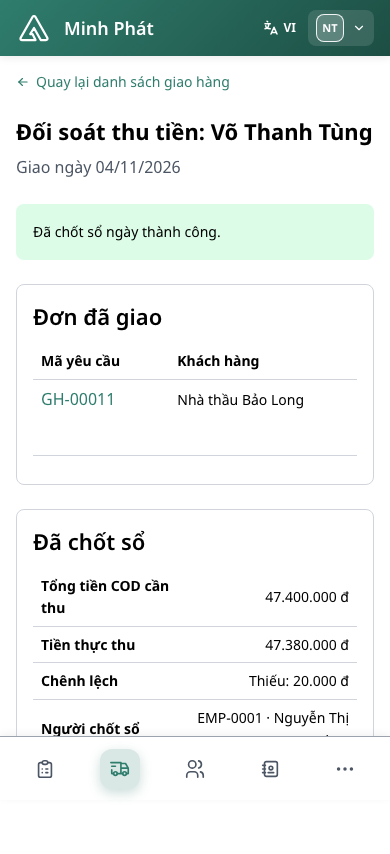 Minh Phát
VI
NT
Quay lại danh sách giao hàng
Đối soát thu tiền: Võ Thanh Tùng
Giao ngày 04/11/2026
Đã chốt sổ ngày thành công.
Đơn đã giao
Mã yêu cầu
Khách hàng
GH-00011
Nhà thầu Bảo Long
Đã chốt sổ
Tổng tiền COD cần
thu
47.400.000 đ
Tiền thực thu
47.380.000 đ
Chênh lệch
Thiếu: 20.000 đ
Người chốt sổ
EMP-0001 · Nguyễn Thị